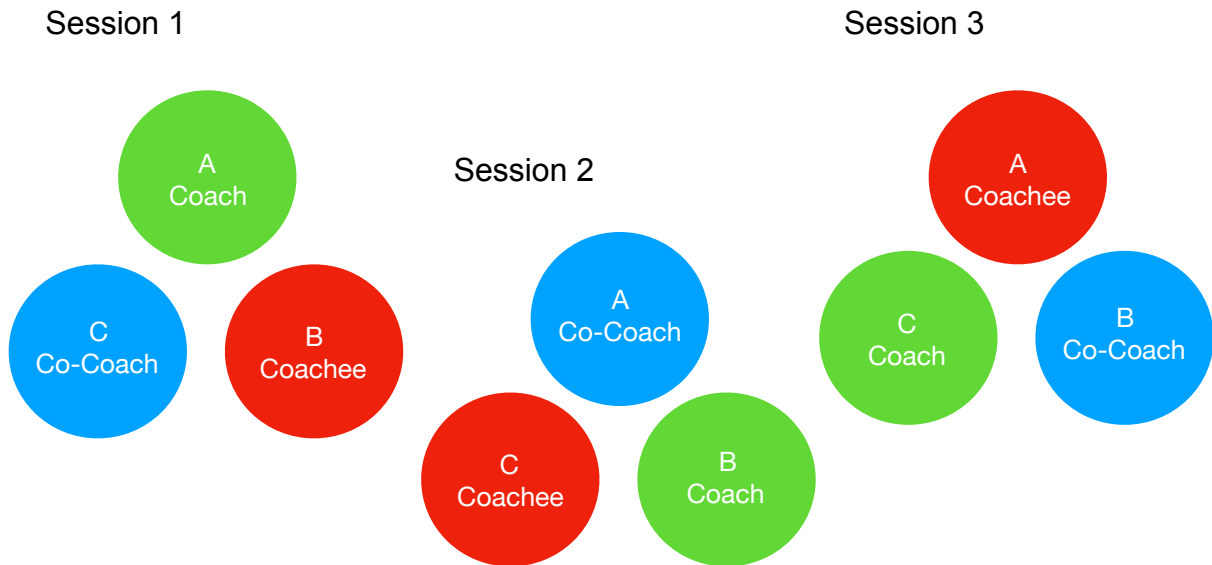 Session 1
A
Coach
C
Co-Coach
B
Coachee
Session 2
A
Co-Coach
C
Coachee
B
Coach
Session 3
A
Coachee
C
Coach
B
Co-Coach